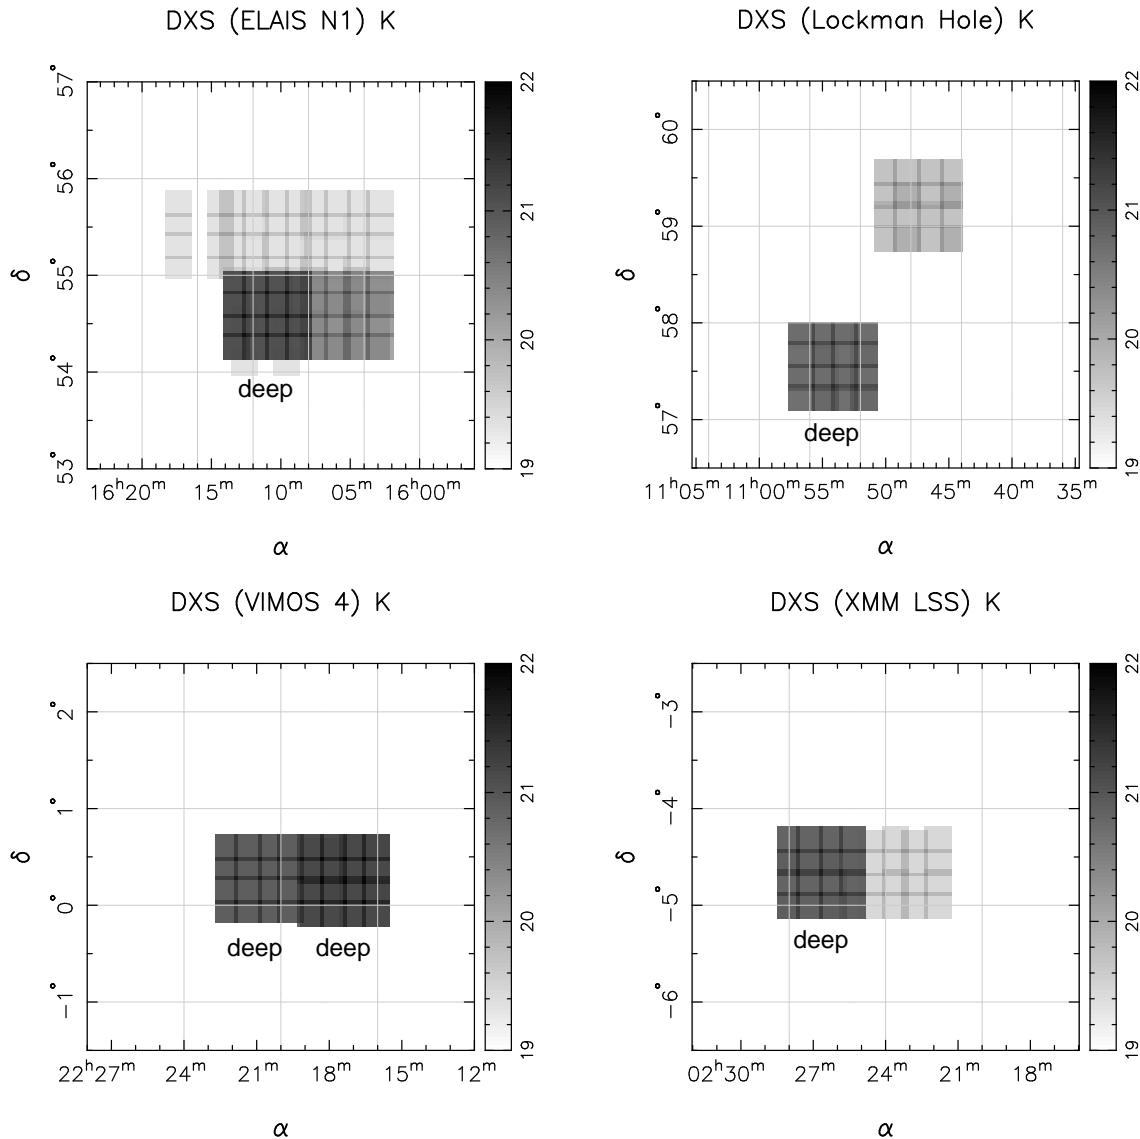 DXS (ELAIS N1) K
57°
56°
55°
54°
53°
δ
22
21
20
19
deep
16ʰ20ᵐ 15ᵐ 10ᵐ 05ᵐ 16ʰ00ᵐ
α
DXS (Lockman Hole) K
60°
59°
58°
57°
δ
22
21
20
19
deep
11ʰ05ᵐ 11ʰ00ᵐ 55ᵐ 50ᵐ 45ᵐ 40ᵐ 35ᵐ
α
DXS (VIMOS 4) K
2°
1°
0°
−1°
δ
22
21
20
19
deep deep
22ʰ27ᵐ 24ᵐ 21ᵐ 18ᵐ 15ᵐ 12ᵐ
α
DXS (XMM LSS) K
−3°
−4°
−5°
−6°
δ
22
21
20
19
deep
02ʰ30ᵐ 27ᵐ 24ᵐ 21ᵐ 18ᵐ
α